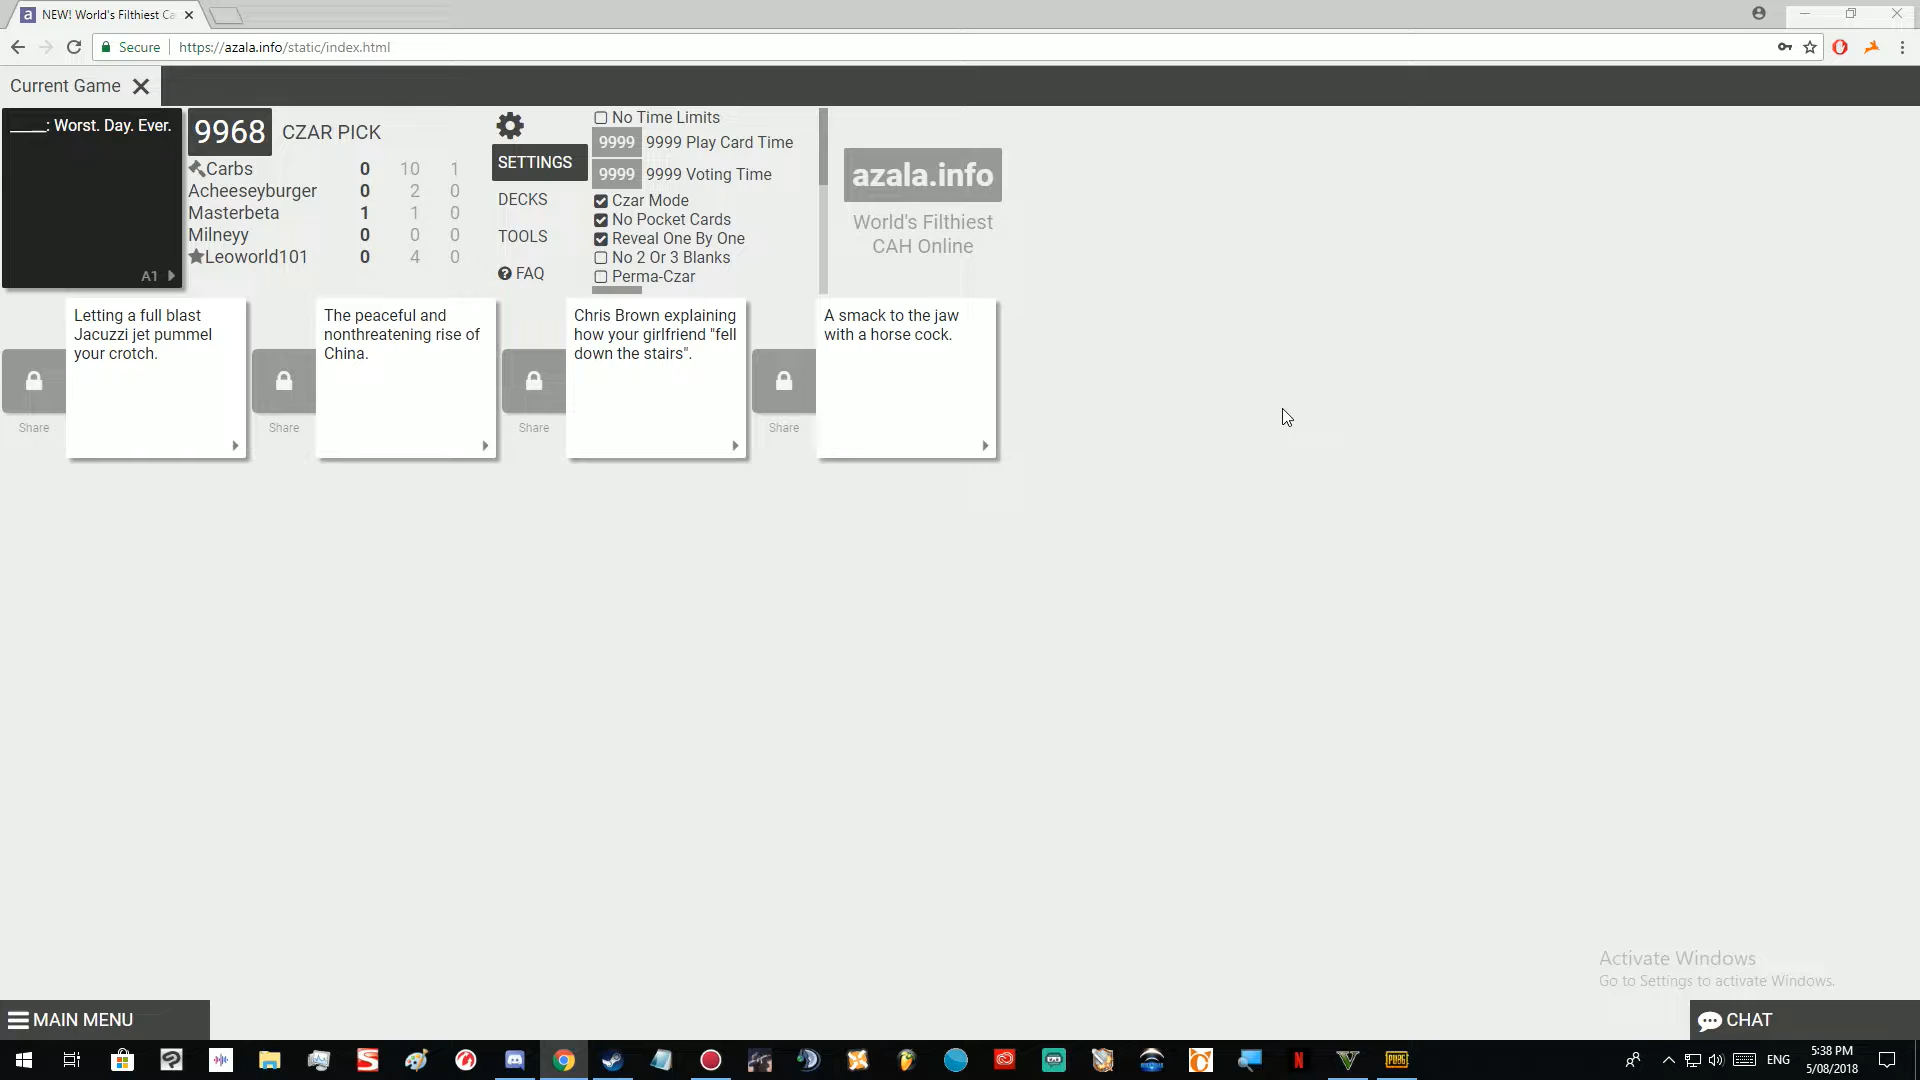 NEW! World's Filthiest Ca
Secure
https://azala.info/static/index.html
Current Game
____: Worst. Day. Ever.
A1
9968 CZAR PICK
Carbs 0 10 1
Acheeseyburger 0 2 0
Masterbeta 1 1 0
Milneyy 0 0 0
Leoworld101 0 4 0
SETTINGS
DECKS
TOOLS
FAQ
No Time Limits
9999 9999 Play Card Time
9999 9999 Voting Time
Czar Mode
No Pocket Cards
Reveal One By One
No 2 Or 3 Blanks
Perma-Czar
azala.info
World's Filthiest
CAH Online
Share
Letting a full blast
Jacuzzi jet pummel
your crotch.
Share
The peaceful and
nonthreatening rise of
China.
Share
Chris Brown explaining
how your girlfriend "fell
down the stairs".
Share
A smack to the jaw
with a horse cock.
Activate Windows
Go to Settings to activate Windows.
MAIN MENU
CHAT
ENG
5:38 PM
5/08/2018